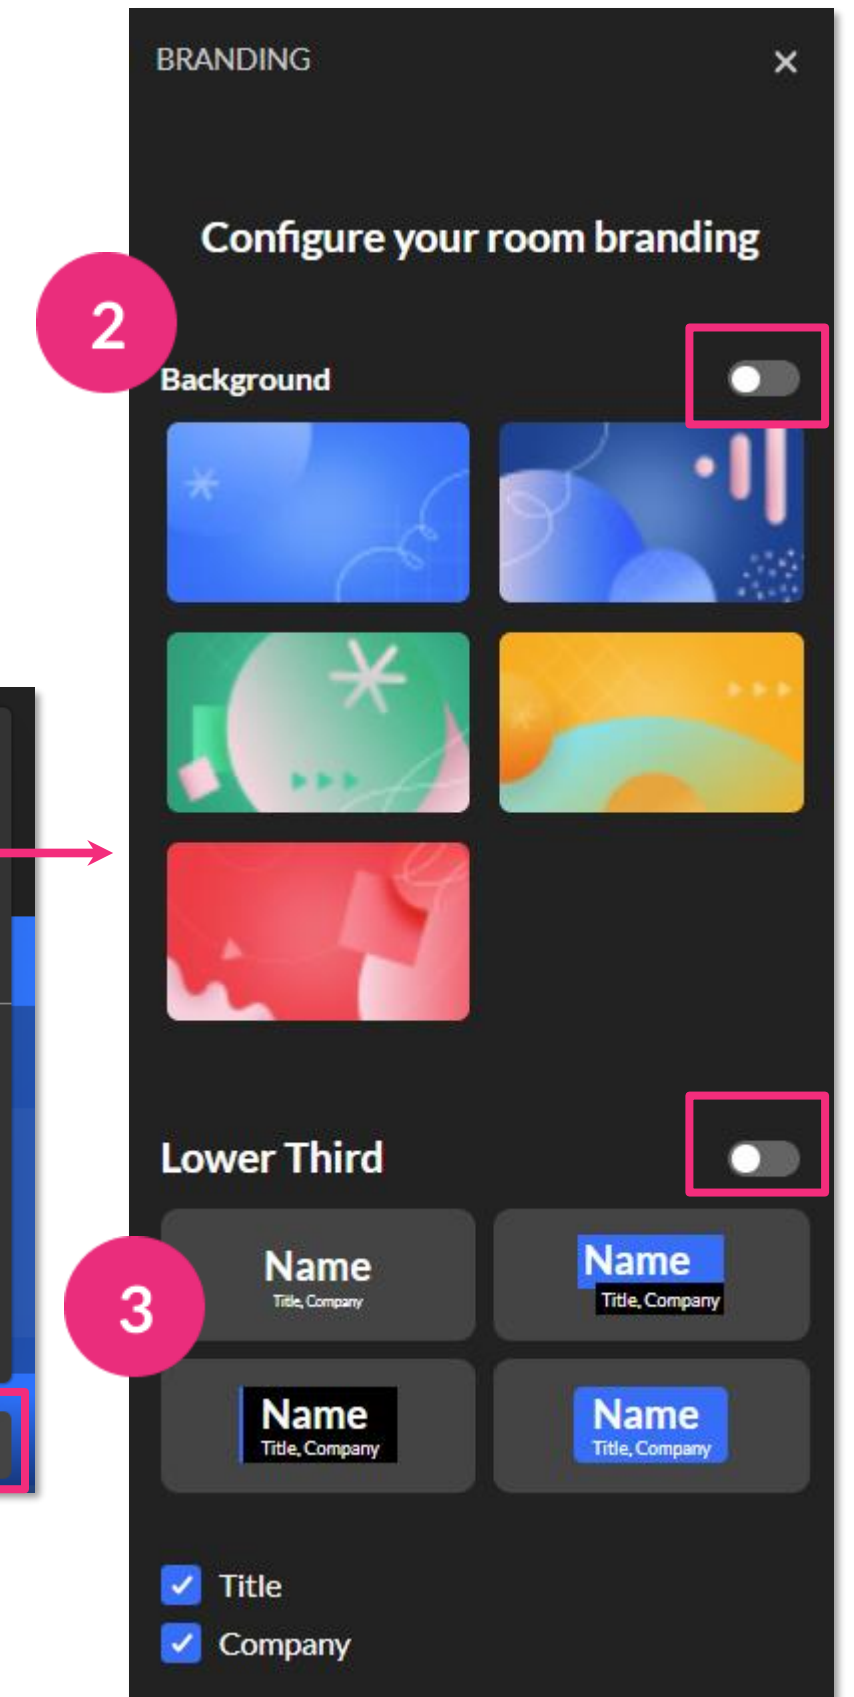 BRANDING
Configure your room branding
2
Background
Lower Third
Name
Title, Company
Name
Title, Company
3
Name
Title, Company
Name
Title, Company
Title
Company